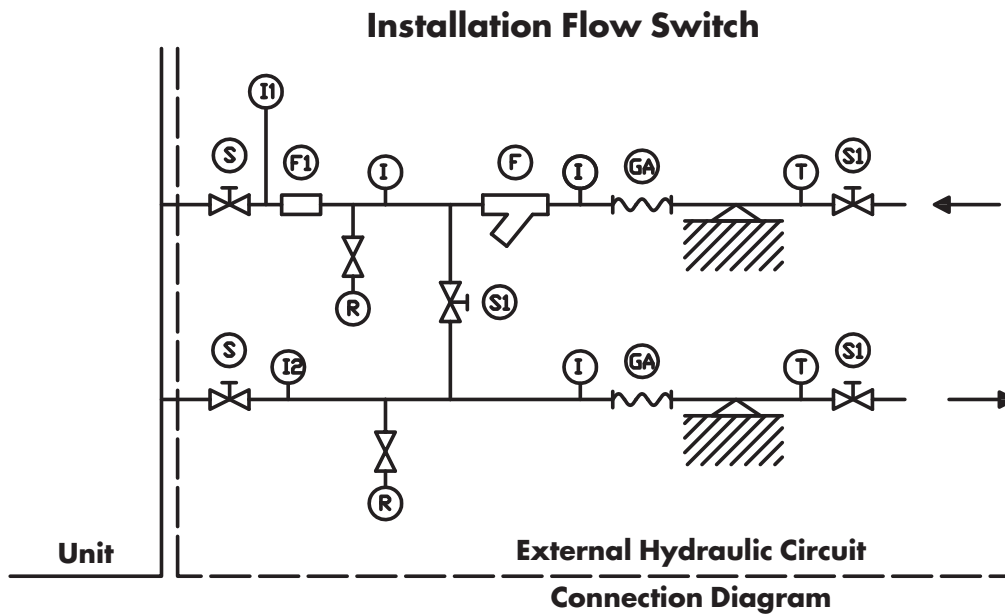 Installation Flow Switch
I1
S
F1
I
F
I
GA
T
S1
R
S1
S
I2
I
GA
T
S1
R
Unit
External Hydraulic Circuit
Connection Diagram